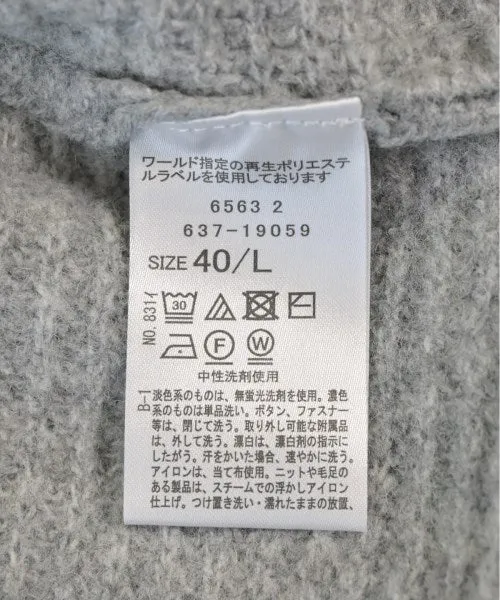 ワールド指定の再生ポリエステ
ルラベルを使用しております
6563 2
637-19059
SIZE 40/L
NO.831イ
30
F W
中性洗剤使用
B-1
淡色系のものは、無蛍光洗剤を使用。濃色
系のものは単品洗い。ボタン、ファスナー
等は、閉じて洗う。取り外し可能な附属品
は、外して洗う。漂白は、漂白剤の指示に
したがう。汗をかいた場合、速やかに洗う。
アイロンは、当て布使用。ニットや毛足の
ある製品は、スチームでの浮かしアイロン
仕上げ。つけ置き洗い・濡れたままの放置、